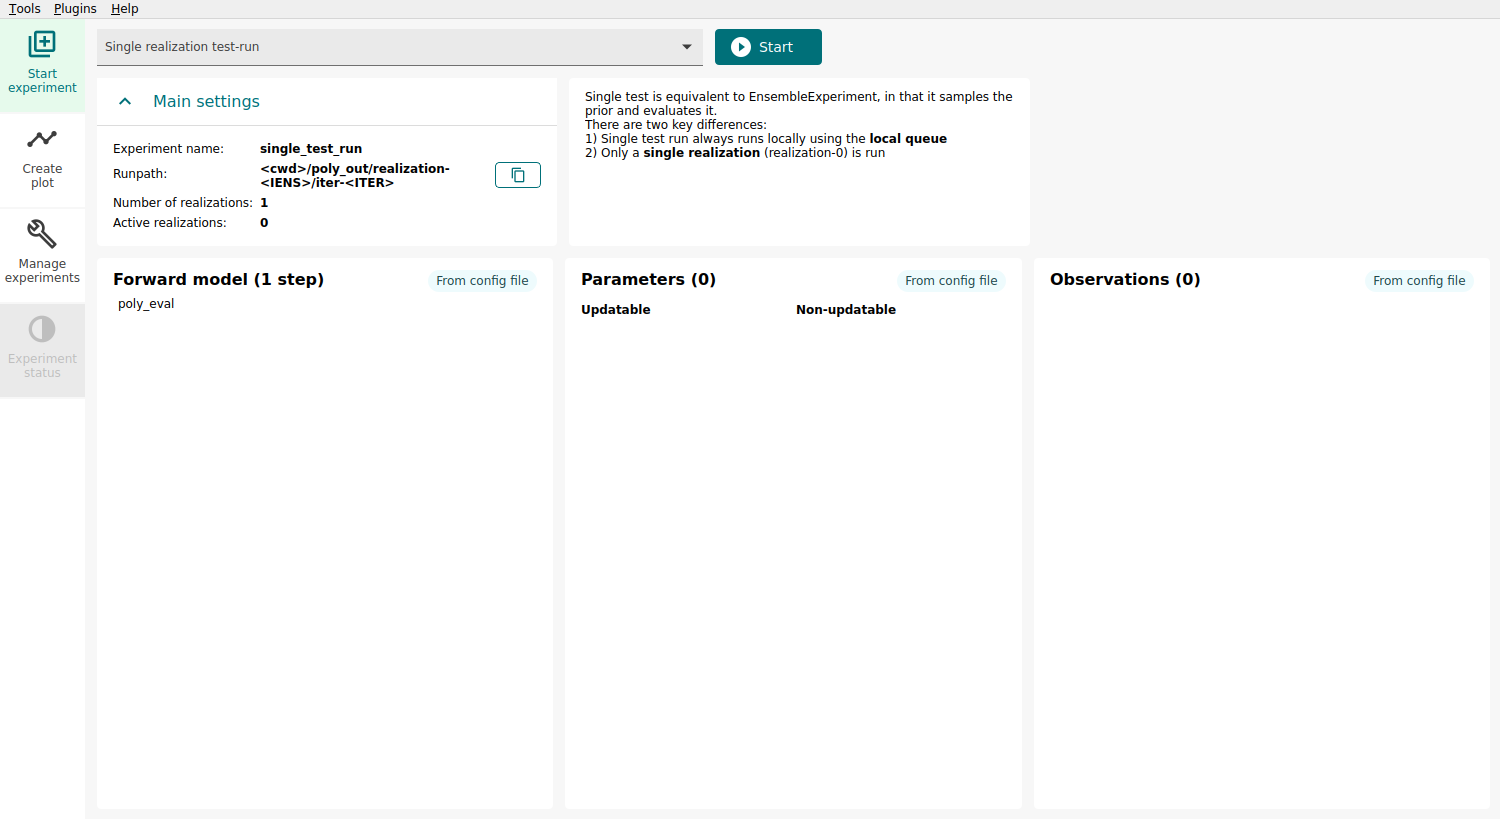 Tools Plugins Help
Start
experiment
Create
plot
Manage
experiments
Experiment
status
Single realization test-run
Start
Main settings
Experiment name: single_test_run
Runpath: <cwd>/poly_out/realization-
<IENS>/iter-<ITER>
Number of realizations: 1
Active realizations: 0
Single test is equivalent to EnsembleExperiment, in that it samples the
prior and evaluates it.
There are two key differences:
1) Single test run always runs locally using the local queue
2) Only a single realization (realization-0) is run
Forward model (1 step) From config file
poly_eval
Parameters (0) From config file
Updatable Non-updatable
Observations (0) From config file